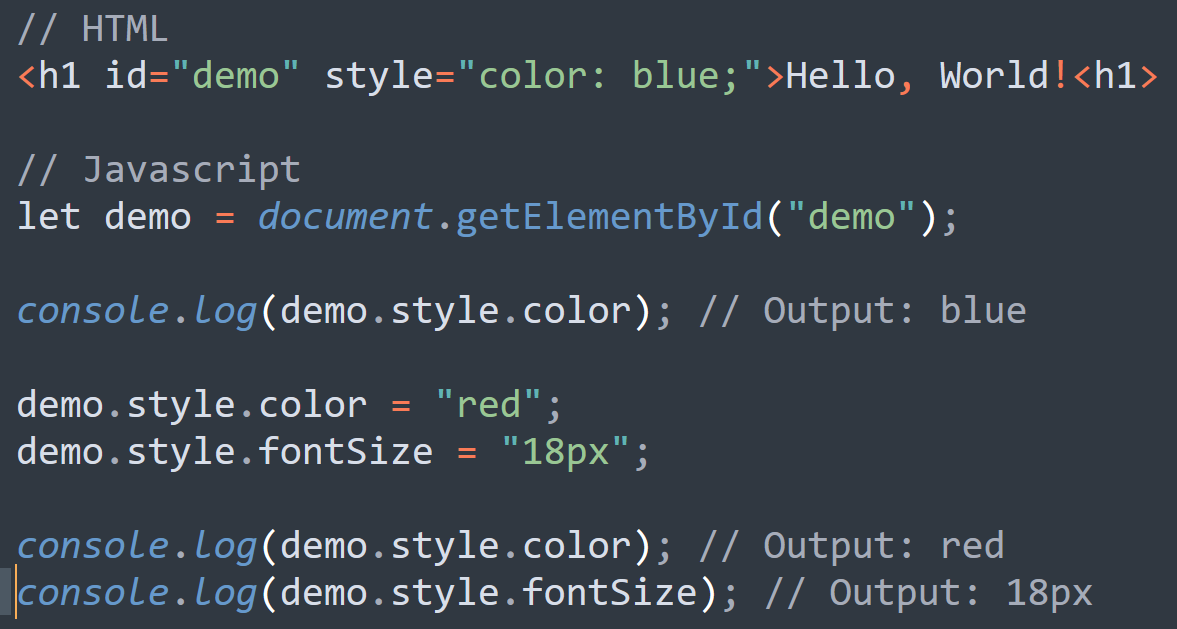 // HTML
<h1 id="demo" style="color: blue;">Hello, World!<h1>
// Javascript
let demo = document.getElementById("demo");
console.log(demo.style.color); // Output: blue
demo.style.color = "red";
demo.style.fontSize = "18px";
console.log(demo.style.color); // Output: red
console.log(demo.style.fontSize); // Output: 18px